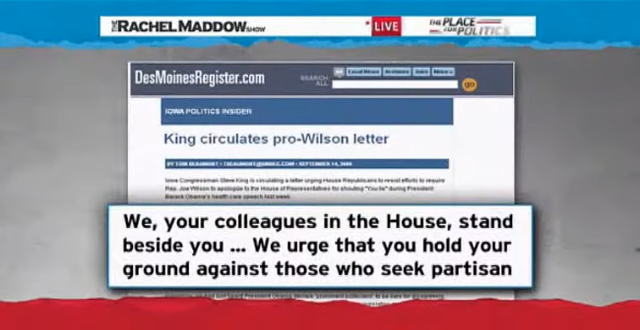 THE RACHEL MADDOW SHOW
LIVE
THE PLACE FOR POLITICS
DesMoinesRegister.com
SEARCH ALL
go
IOWA POLITICS INSIDER
King circulates pro-Wilson letter
Iowa Congressman Steve King is circulating a letter urging House Republicans to resist efforts to require
Rep. Joe Wilson to apologize to the House of Representatives for shouting "You lie" during President
Barack Obama's health care speech last week.
We, your colleagues in the House, stand
beside you ... We urge that you hold your
ground against those who seek partisan